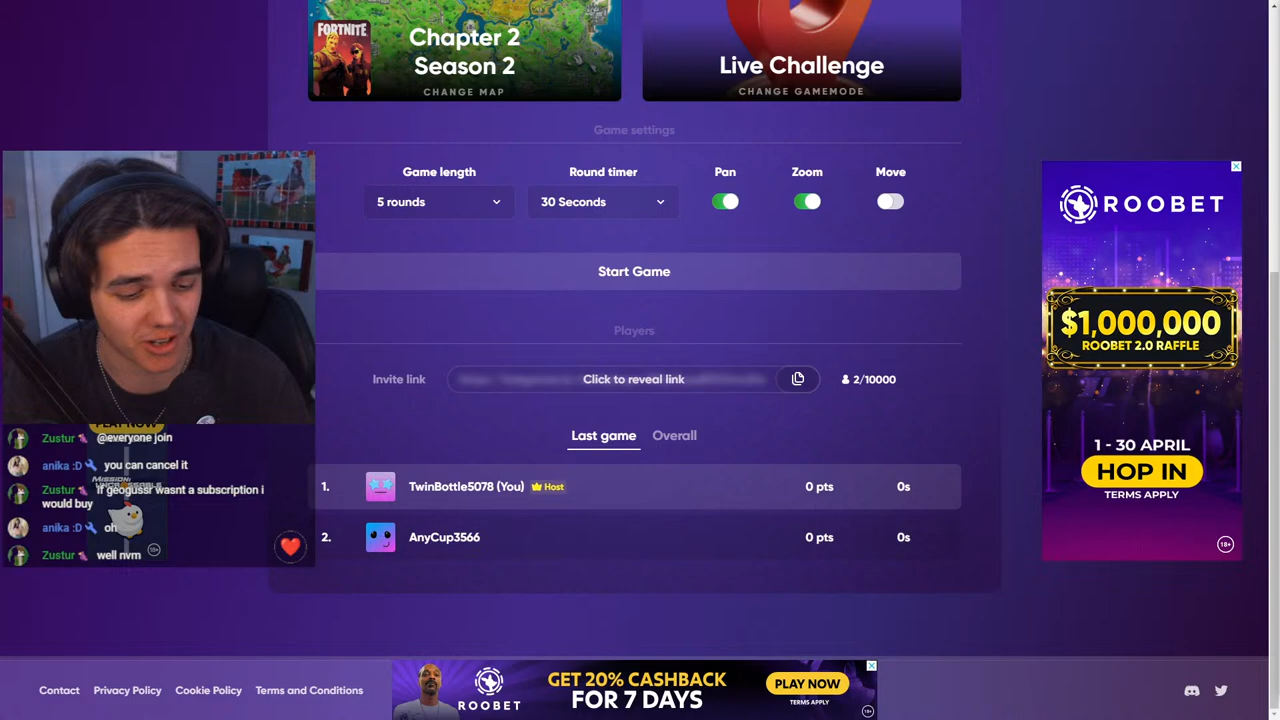 FORTNITE
Chapter 2
Season 2
CHANGE MAP
Live Challenge
CHANGE GAMEMODE
Game settings
Game length
Round timer
Pan
Zoom
Move
5 rounds
30 Seconds
Start Game
Players
Invite link
Click to reveal link
2/10000
Last game
Overall
1.
TwinBottle5078 (You)
Host
0 pts
0s
2.
AnyCup3566
0 pts
0s
Zustur
@everyone join
anika :D
you can cancel it
Zustur
if geogussr wasnt a subscription i
would buy
anika :D
oh
Zustur
well nvm
18+
ROOBET
$1,000,000
ROOBET 2.0 RAFFLE
1 - 30 APRIL
HOP IN
TERMS APPLY
18+
Contact
Privacy Policy
Cookie Policy
Terms and Conditions
ROOBET
GET 20% CASHBACK
FOR 7 DAYS
PLAY NOW
TERMS APPLY
18+